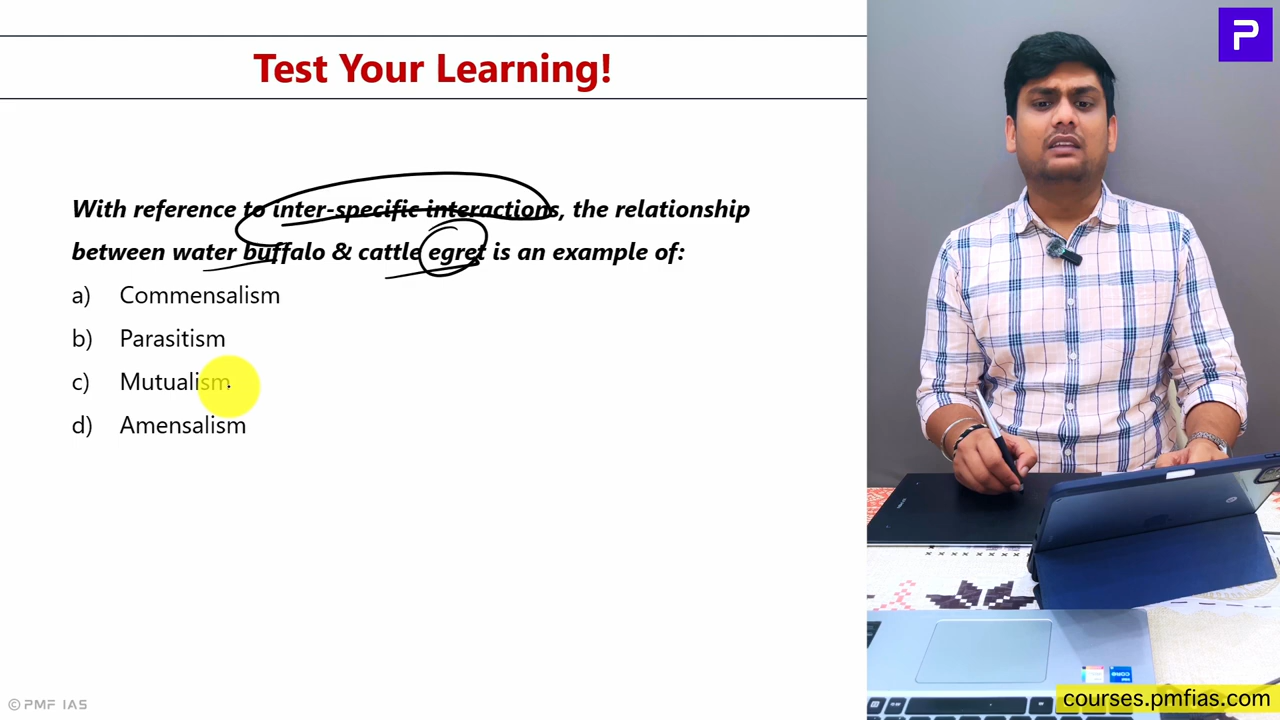 P
Test Your Learning!
With reference to inter-specific interactions, the relationship
between water buffalo & cattle egret is an example of:
a) Commensalism
b) Parasitism
c) Mutualism
d) Amensalism
© PMF IAS
courses.pmfias.com